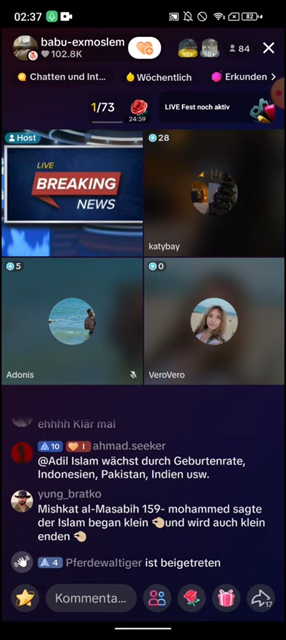 02:37
82
babu-exmoslem
102.8K
10+
84
Chatten und Int...
Wöchentlich
Erkunden
1/73
24:59
LIVE Fest noch aktiv
Host
LIVE
BREAKING
NEWS
28
katybay
5
Adonis
0
VeroVero
ehhhh Klär mal
10 I ahmad.seeker
@Adil Islam wächst durch Geburtenrate,
Indonesien, Pakistan, Indien usw.
yung_bratko
Mishkat al-Masabih 159- mohammed sagte
der Islam began klein 🤏🏻und wird auch klein
enden 🤏🏻
4 Pferdewaltiger ist beigetreten
Kommenta...
17